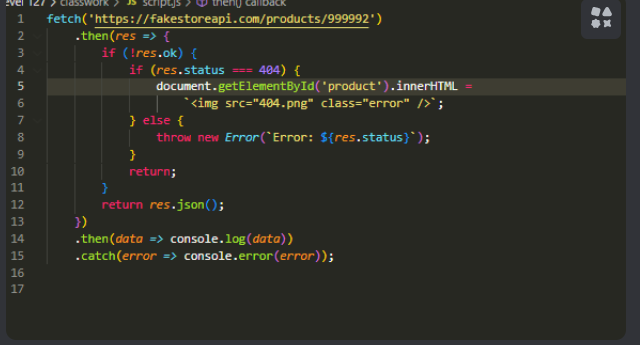 classwork > JS script.js > then() callback
1 fetch('https://fakestoreapi.com/products/999992')
2 .then(res => {
3 if (!res.ok) {
4 if (res.status === 404) {
5 document.getElementById('product').innerHTML =
6 `<img src="404.png" class="error" />`;
7 } else {
8 throw new Error(`Error: ${res.status}`);
9 }
10 return;
11 }
12 return res.json();
13 })
14 .then(data => console.log(data))
15 .catch(error => console.error(error));
16
17